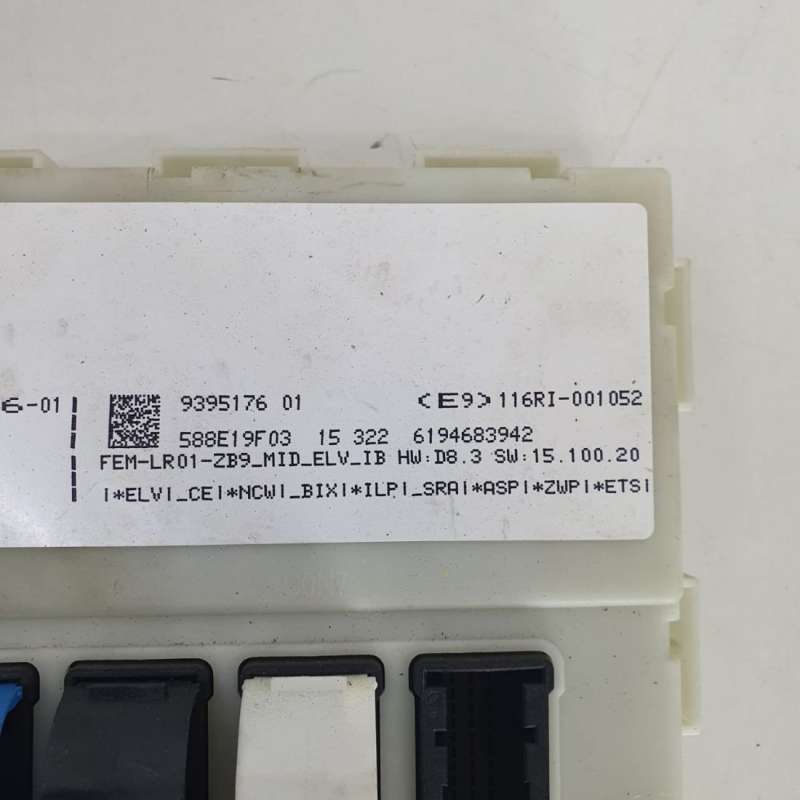 6-01
9395176 01 <E9> 116RI-001052
588E19F03 15 322 6194683942
FEM-LR01-ZB9_MID_ELV_IB HW:D8.3 SW:15.100.20
|*ELV|_CE|*NCW|_BIX|*ILP|_SRA|*ASP|*ZWP|*ETS|